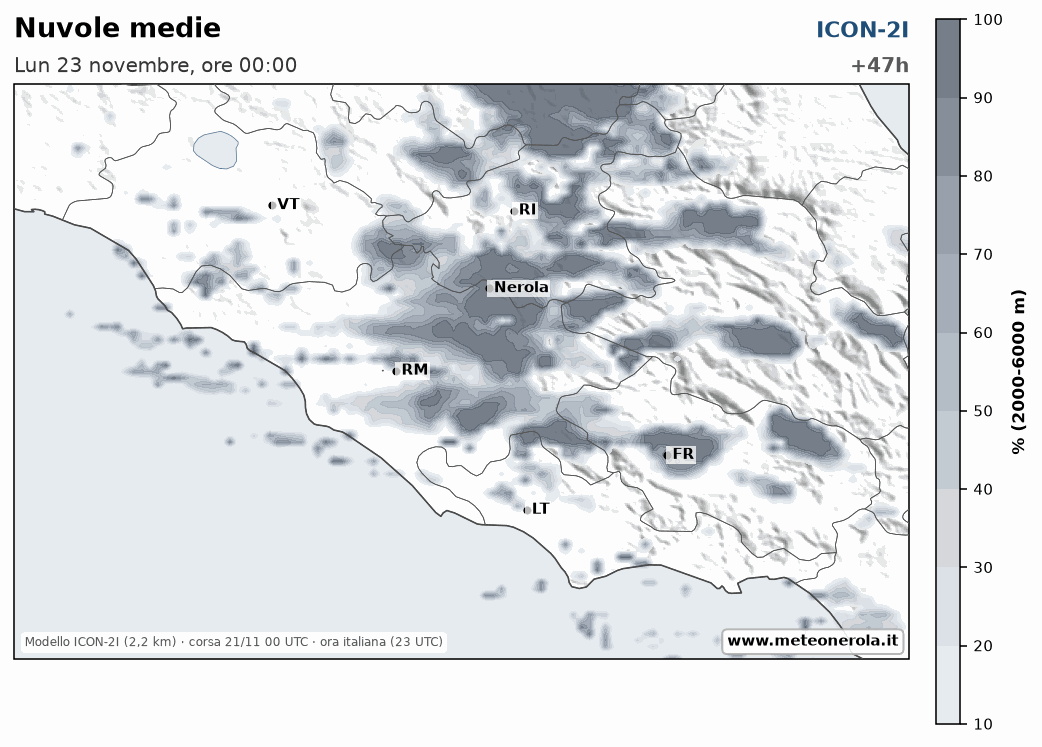 Nuvole medie
ICON-2I
Lun 23 novembre, ore 00:00
+47h
VT
RI
Nerola
RM
FR
LT
Modello ICON-2I (2,2 km) · corsa 21/11 00 UTC · ora italiana (23 UTC)
www.meteonerola.it
100
90
80
70
60
50
40
30
20
10
% (2000-6000 m)